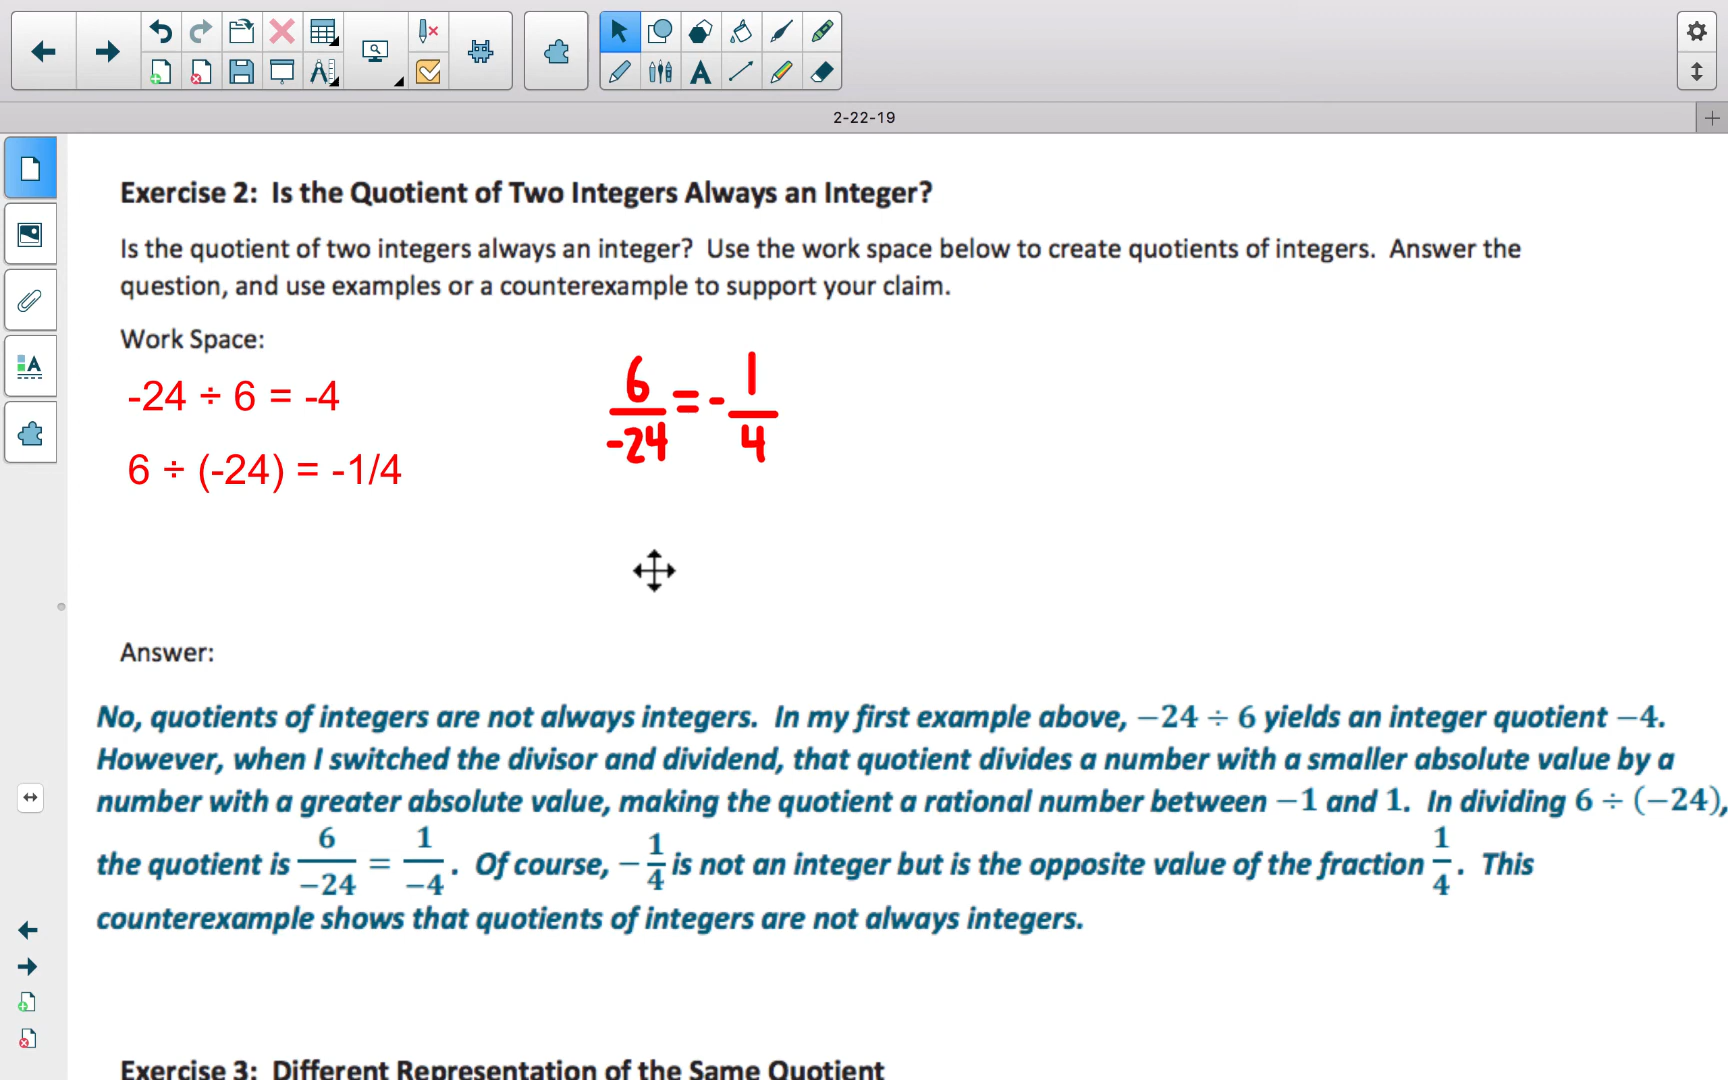 2-22-19
Exercise 2: Is the Quotient of Two Integers Always an Integer?
Is the quotient of two integers always an integer? Use the work space below to create quotients of integers. Answer the
question, and use examples or a counterexample to support your claim.
Work Space:
-24 ÷ 6 = -4
6/-24 = -1/4
6 ÷ (-24) = -1/4
Answer:
No, quotients of integers are not always integers. In my first example above, −24 ÷ 6 yields an integer quotient −4.
However, when I switched the divisor and dividend, that quotient divides a number with a smaller absolute value by a
number with a greater absolute value, making the quotient a rational number between −1 and 1. In dividing 6 ÷ (−24),
the quotient is 6/−24 = 1/−4. Of course, −1/4 is not an integer but is the opposite value of the fraction 1/4. This
counterexample shows that quotients of integers are not always integers.
Exercise 3: Different Representation of the Same Quotient